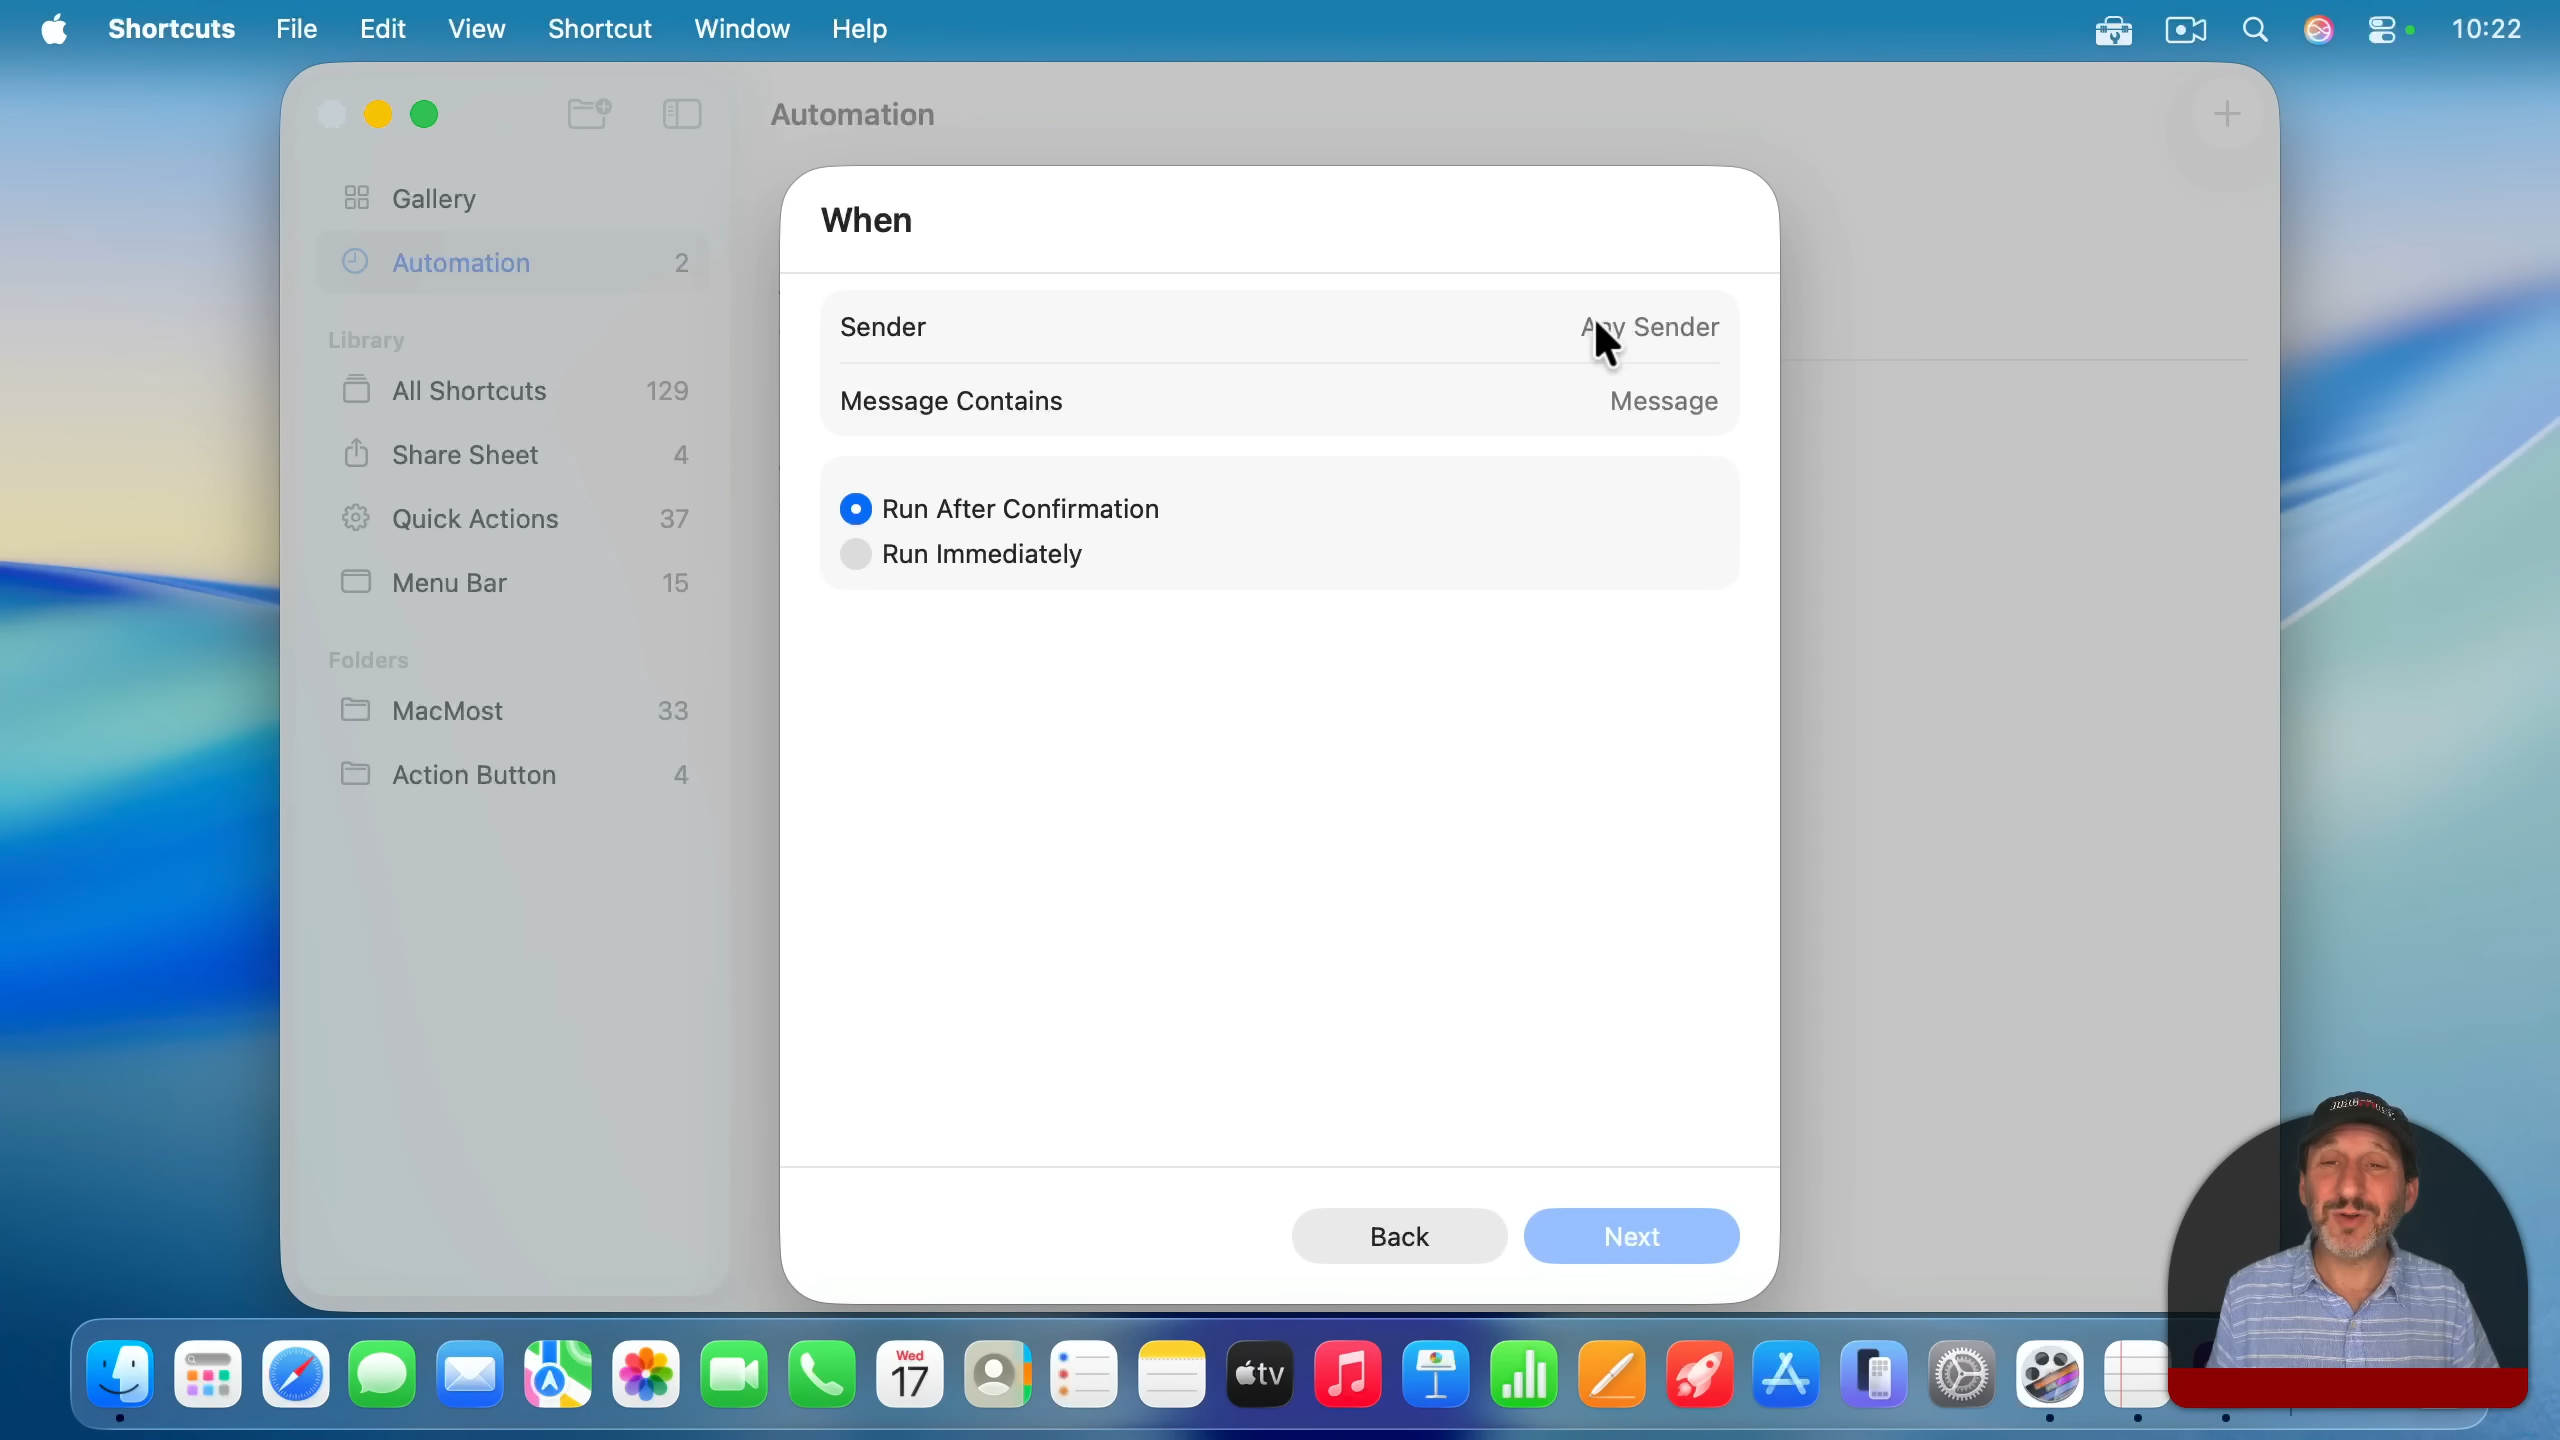 Shortcuts File Edit View Shortcut Window Help 10:22
Automation
Gallery
Automation 2
Library
All Shortcuts 129
Share Sheet 4
Quick Actions 37
Menu Bar 15
Folders
MacMost 33
Action Button 4
When
Sender Any Sender
Message Contains Message
Run After Confirmation
Run Immediately
Back Next
Wed
17
tv